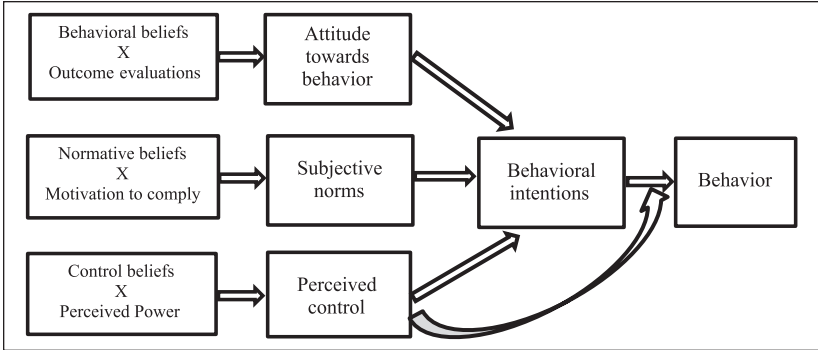 Behavioral beliefs
X
Outcome evaluations
Attitude
towards
behavior
Normative beliefs
X
Motivation to comply
Subjective
norms
Behavioral
intentions
Behavior
Control beliefs
X
Perceived Power
Perceived
control